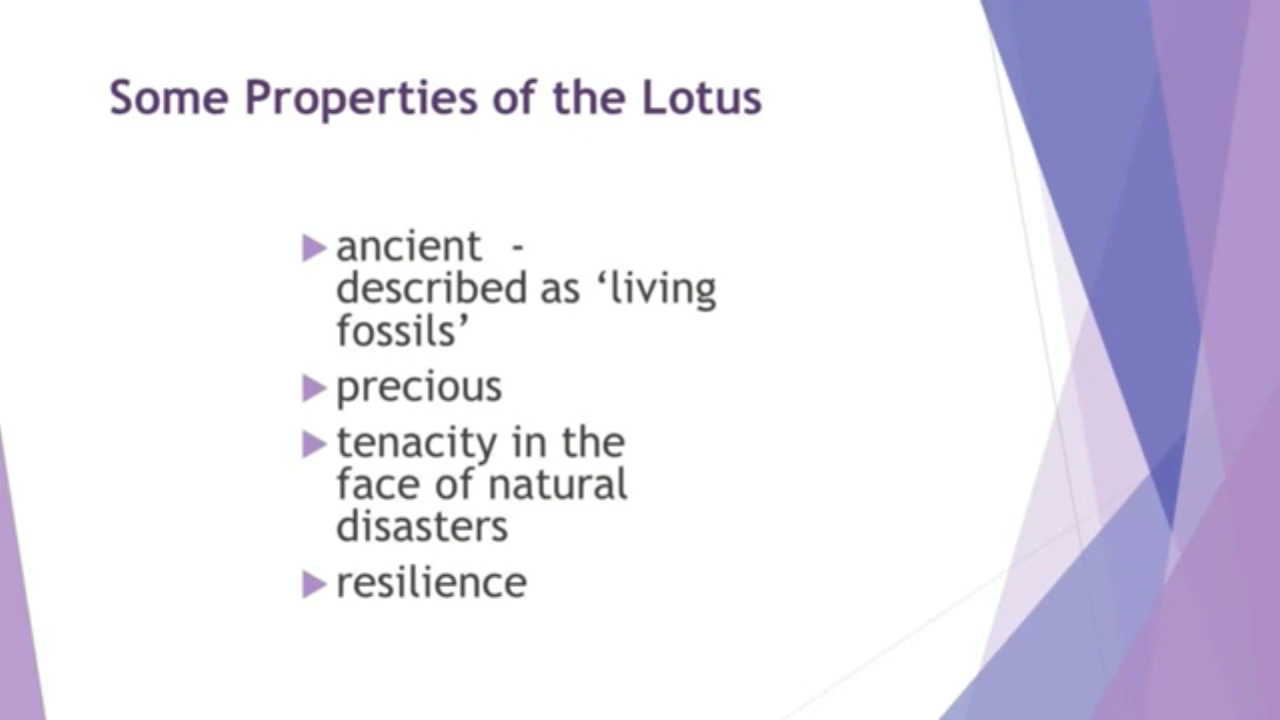 Some Properties of the Lotus
ancient -
described as ‘living
fossils’
precious
tenacity in the
face of natural
disasters
resilience